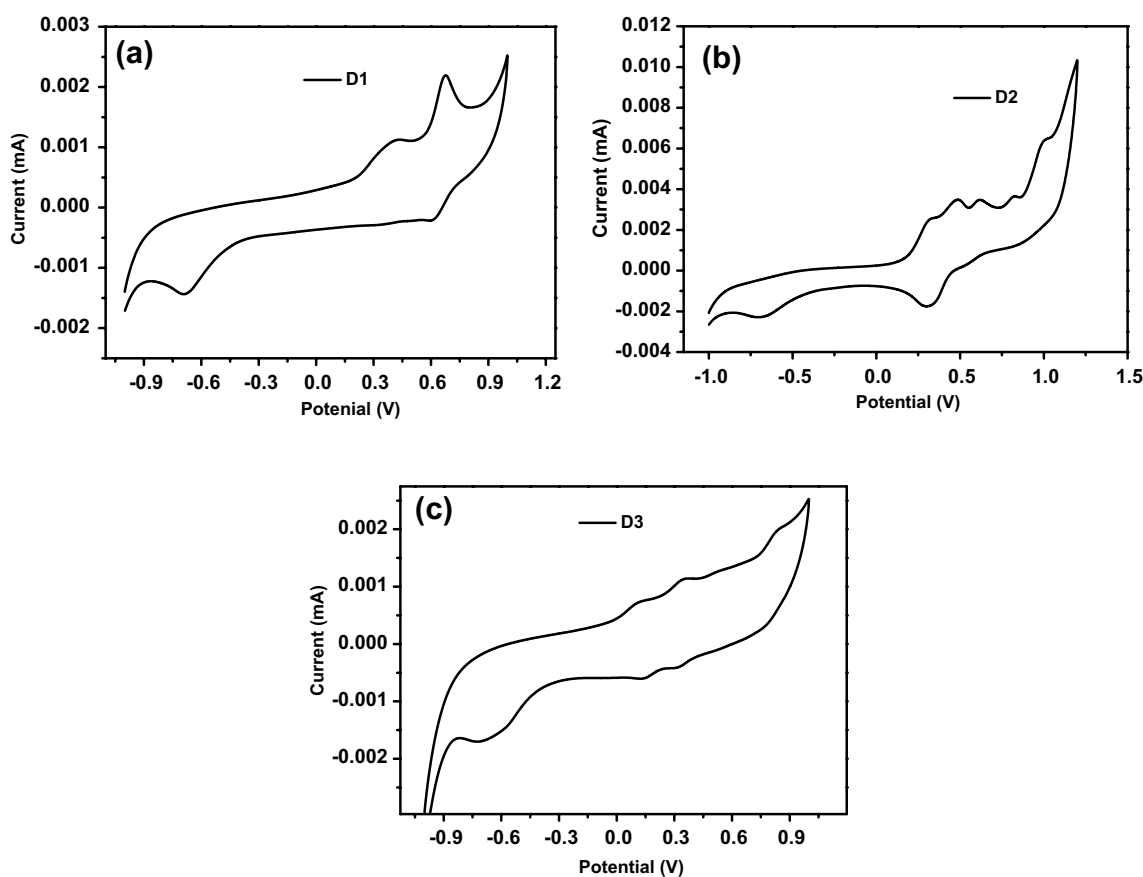 (a)
D1
0.003
0.002
0.001
0.000
-0.001
-0.002
Current (mA)
-0.9 -0.6 -0.3 0.0 0.3 0.6 0.9 1.2
Potenial (V)
(b)
D2
0.012
0.010
0.008
0.006
0.004
0.002
0.000
-0.002
-0.004
Current (mA)
-1.0 -0.5 0.0 0.5 1.0 1.5
Potential (V)
(c)
D3
0.002
0.001
0.000
-0.001
-0.002
Current (mA)
-0.9 -0.6 -0.3 0.0 0.3 0.6 0.9
Potential (V)